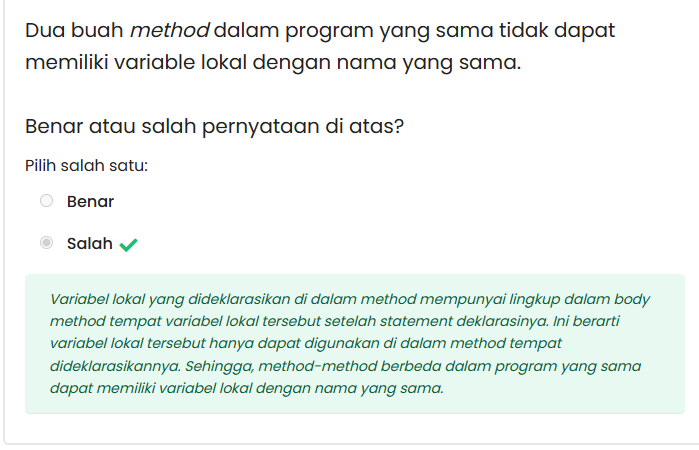 Dua buah method dalam program yang sama tidak dapat
memiliki variable lokal dengan nama yang sama.
Benar atau salah pernyataan di atas?
Pilih salah satu:
Benar
Salah
Variabel lokal yang dideklarasikan di dalam method mempunyai lingkup dalam body
method tempat variabel lokal tersebut setelah statement deklarasinya. Ini berarti
variabel lokal tersebut hanya dapat digunakan di dalam method tempat
dideklarasikannya. Sehingga, method-method berbeda dalam program yang sama
dapat memiliki variabel lokal dengan nama yang sama.